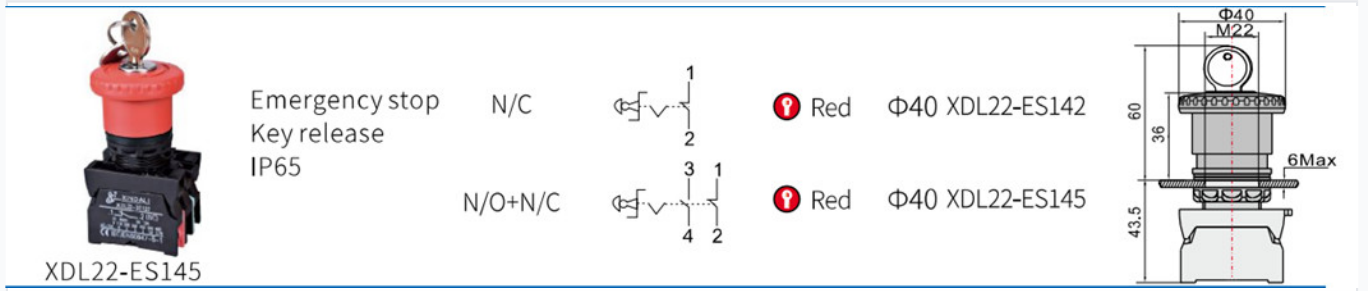 Emergency stop
Key release
IP65
N/C
1
2
Red Φ40 XDL22-ES142
N/O+N/C
3 1
4 2
Red Φ40 XDL22-ES145
XDL22-ES145
Φ40
M22
60
36
6Max
43.5